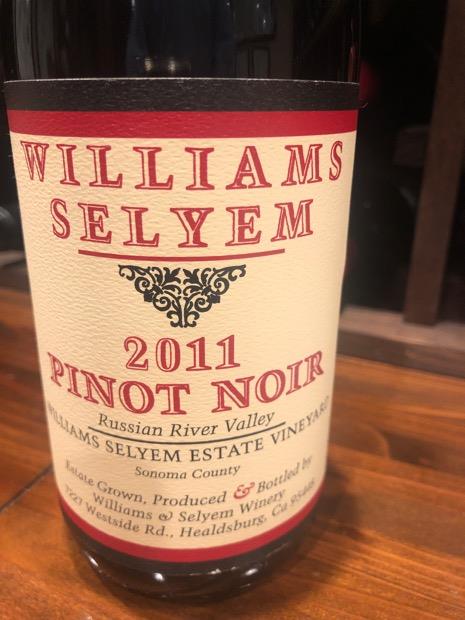 WILLIAMS
SELYEM
2011
PINOT NOIR
Russian River Valley
WILLIAMS SELYEM ESTATE VINEYARD
Sonoma County
Estate Grown, Produced & Bottled by
Williams & Selyem Winery
7227 Westside Rd., Healdsburg, Ca 95448